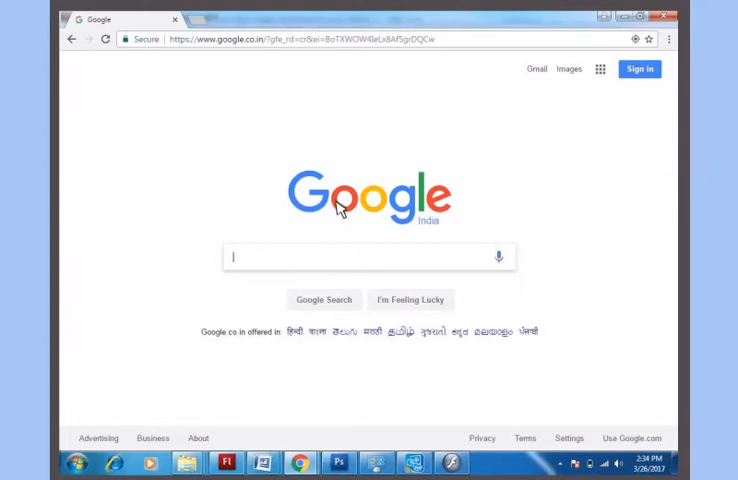 Google
Secure https://www.google.co.in/?gfe_rd=cr&ei=8oTXWOW4IeLx8Af5grDQCw
Gmail Images Sign in
Google
India
Google Search I'm Feeling Lucky
Google.co.in offered in: हिन्दी বাংলা తెలుగు मराठी தமிழ் ગુજરાતી ಕನ್ನಡ മലയാളം ਪੰਜਾਬੀ
Advertising Business About Privacy Terms Settings Use Google.com
Fl W Ps
2:34 PM
3/26/2017